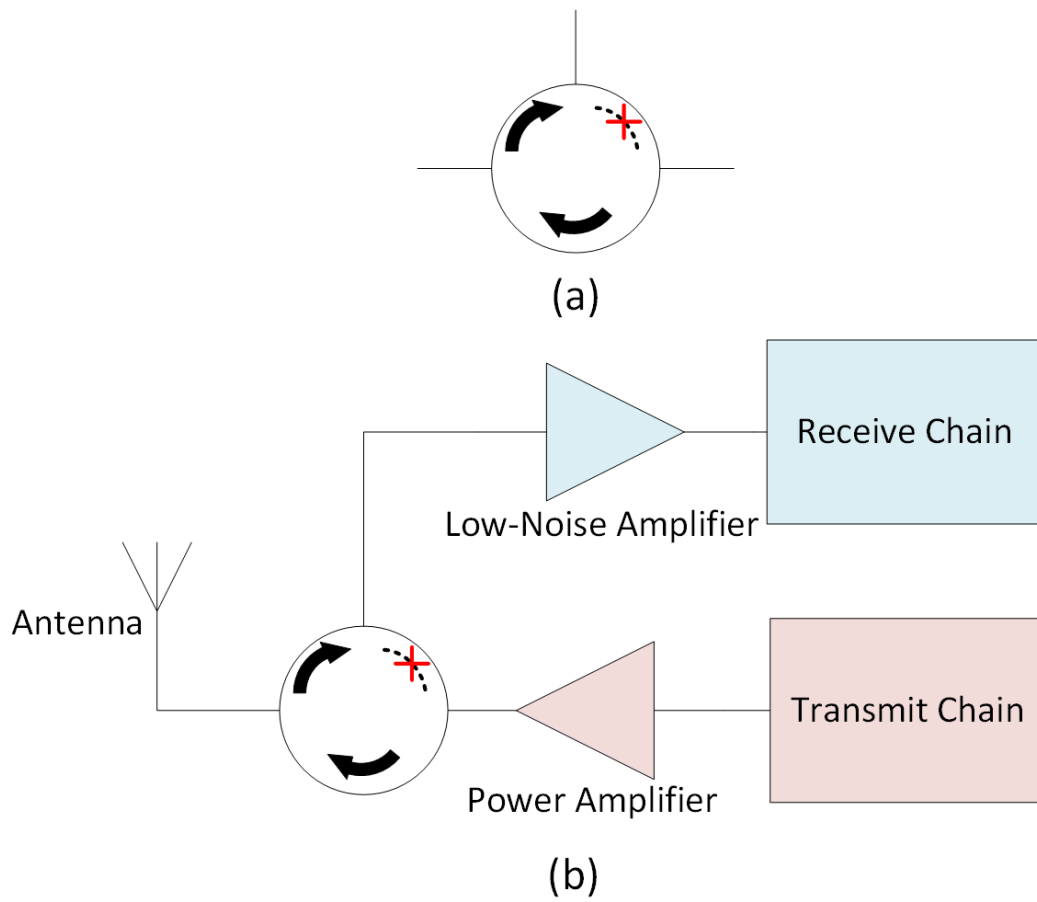 (a)
Receive Chain
Low-Noise Amplifier
Antenna
Transmit Chain
Power Amplifier
(b)